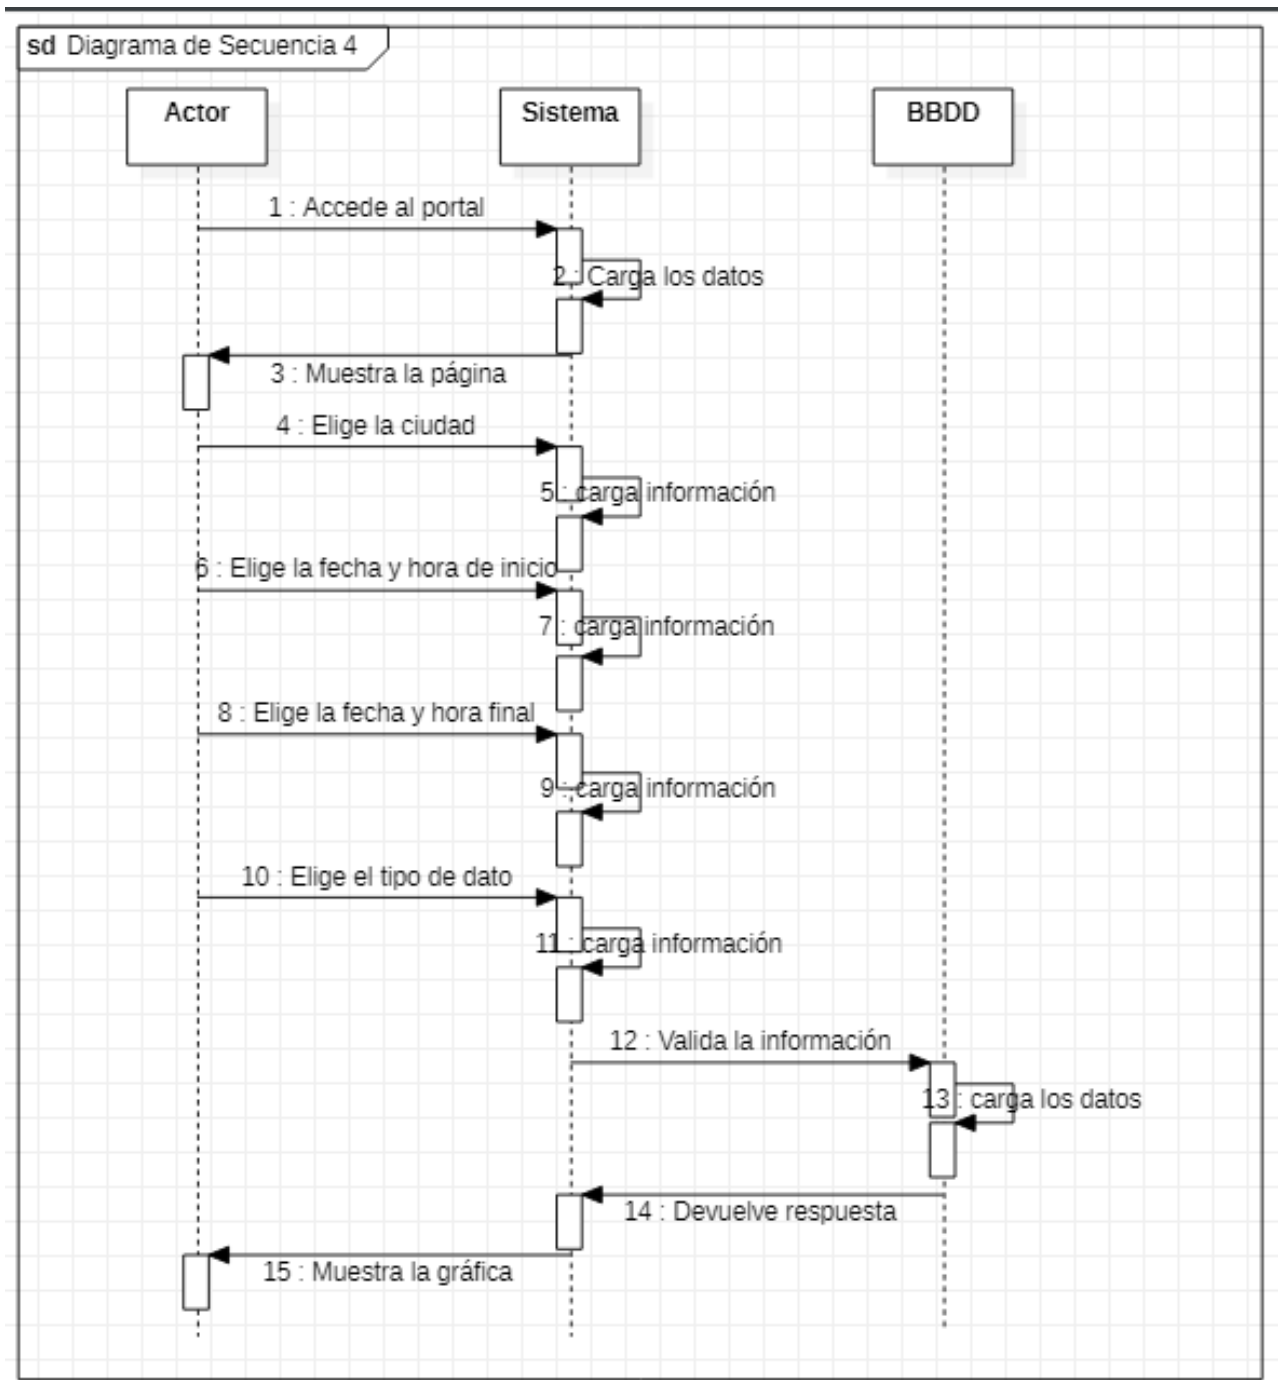 sd Diagrama de Secuencia 4
Actor
Sistema
BBDD
1 : Accede al portal
2 : Carga los datos
3 : Muestra la página
4 : Elige la ciudad
5 : carga información
6 : Elige la fecha y hora de inicio
7 : carga información
8 : Elige la fecha y hora final
9 : carga información
10 : Elige el tipo de dato
11 : carga información
12 : Valida la información
13 : carga los datos
14 : Devuelve respuesta
15 : Muestra la gráfica